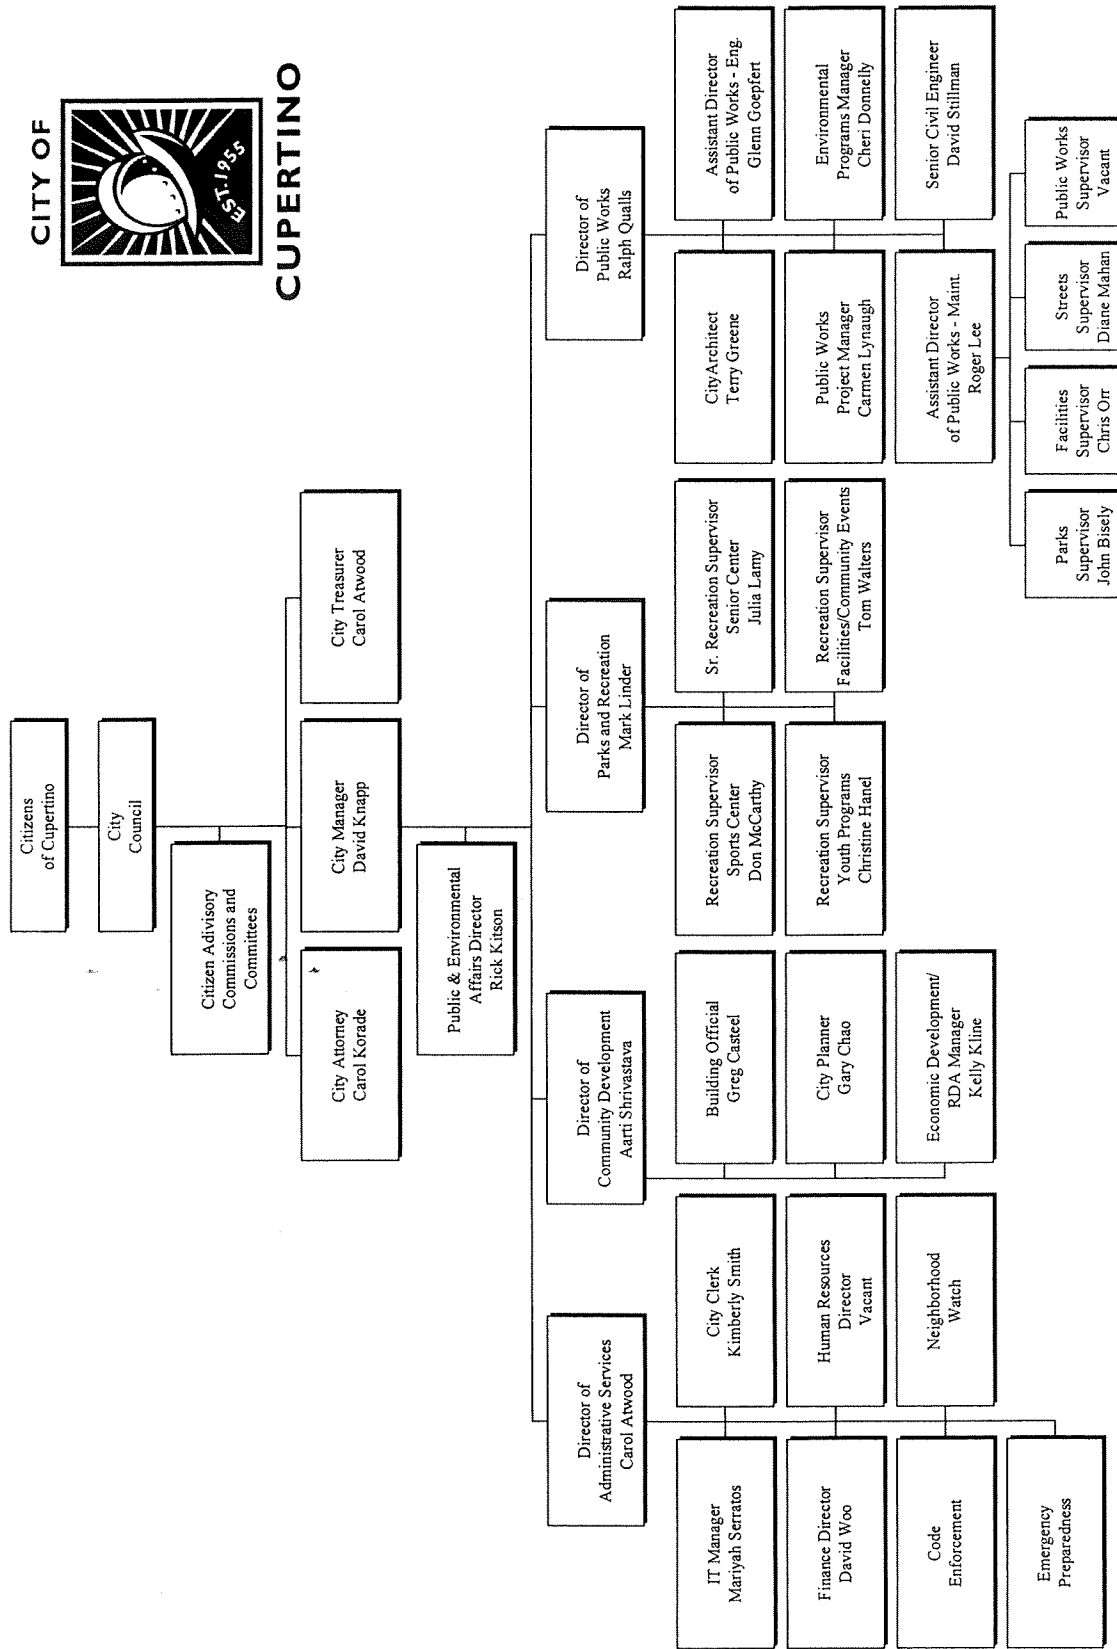 CITY OF
EST. 1955
CUPERTINO
Citizens
of Cupertino
City
Council
Citizen Adivisory
Commissions and
Committees
City Attorney
Carol Korade
City Manager
David Knapp
City Treasurer
Carol Atwood
Public & Environmental
Affairs Director
Rick Kitson
Director of
Administrative Services
Carol Atwood
IT Manager
Mariyah Serratos
City Clerk
Kimberly Smith
Finance Director
David Woo
Human Resources
Director
Vacant
Code
Enforcement
Neighborhood
Watch
Emergency
Preparedness
Director of
Community Development
Aarti Shrivastava
Building Official
Greg Casteel
City Planner
Gary Chao
Economic Development/
RDA Manager
Kelly Kline
Director of
Parks and Recreation
Mark Linder
Recreation Supervisor
Sports Center
Don McCarthy
Sr. Recreation Supervisor
Senior Center
Julia Lamy
Recreation Supervisor
Youth Programs
Christine Hanel
Recreation Supervisor
Facilities/Community Events
Tom Walters
Director of
Public Works
Ralph Qualls
CityArchitect
Terry Greene
Assistant Director
of Public Works - Eng.
Glenn Goepfert
Public Works
Project Manager
Carmen Lynaugh
Environmental
Programs Manager
Cheri Donnelly
Assistant Director
of Public Works - Maint.
Roger Lee
Senior Civil Engineer
David Stillman
Parks
Supervisor
John Bisely
Facilities
Supervisor
Chris Orr
Streets
Supervisor
Diane Mahan
Public Works
Supervisor
Vacant